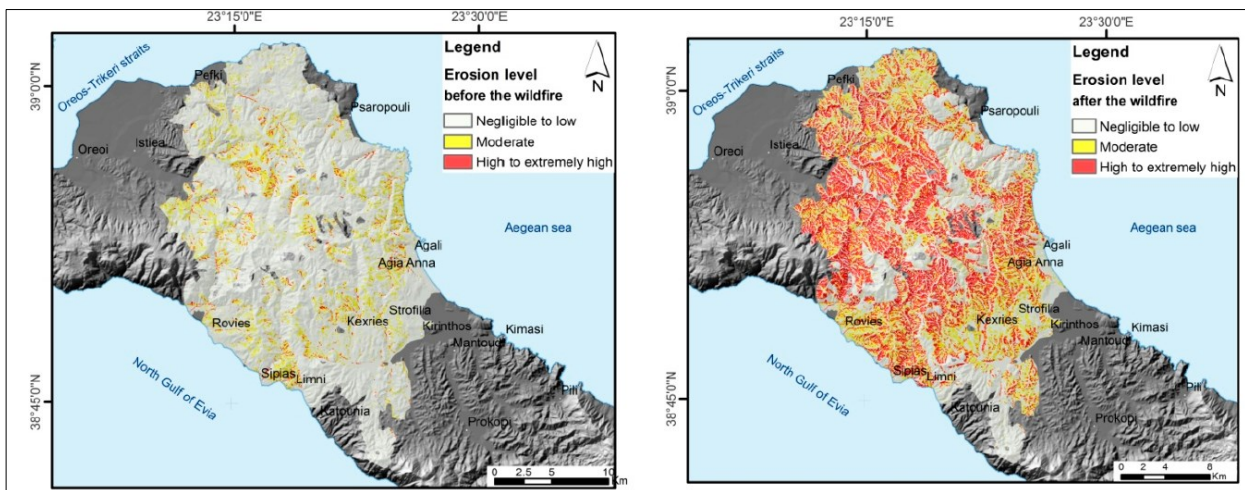 23°15'0"E
23°30'0"E
Legend
Erosion level
before the wildfire
Negligible to low
Moderate
High to extremely high
N
39°0'0"N
38°45'0"N
Oreos-Trikeri straits
Pefki
Psaropouli
Istiea
Oreoi
Aegean sea
Agali
Agia Anna
Strofilia
Rovies
Kexries
Kirinthos
Kimasi
Mantoudi
North Gulf of Evia
Sipias
Limni
Pili
Katounia
Prokopi
0 2.5 5 10
Km
23°15'0"E
23°30'0"E
Legend
Erosion level
after the wildfire
Negligible to low
Moderate
High to extremely high
N
39°0'0"N
38°45'0"N
Oreos-Trikeri straits
Pefki
Psaropouli
Istiea
Oreoi
Aegean sea
Agali
Agia Anna
Strofilia
Rovies
Kexries
Kirinthos
Kimasi
Mantoudi
North Gulf of Evia
Sipias
Limni
Pili
Katounia
Prokopi
0 2 4 8
Km